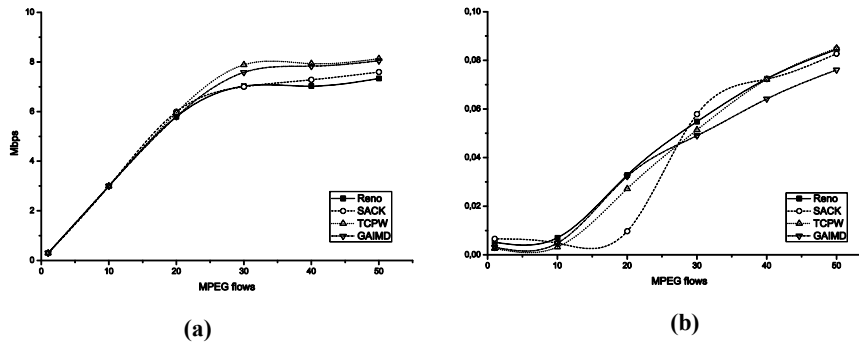 10
8
6
4
2
0
Mbps
0 10 20 30 40 50
MPEG flows
Reno
SACK
TCPW
GAIMD
(a)
0,10
0,08
0,06
0,04
0,02
0,00
0 10 20 30 40 50
MPEG flows
Reno
SACK
TCPW
GAIMD
(b)